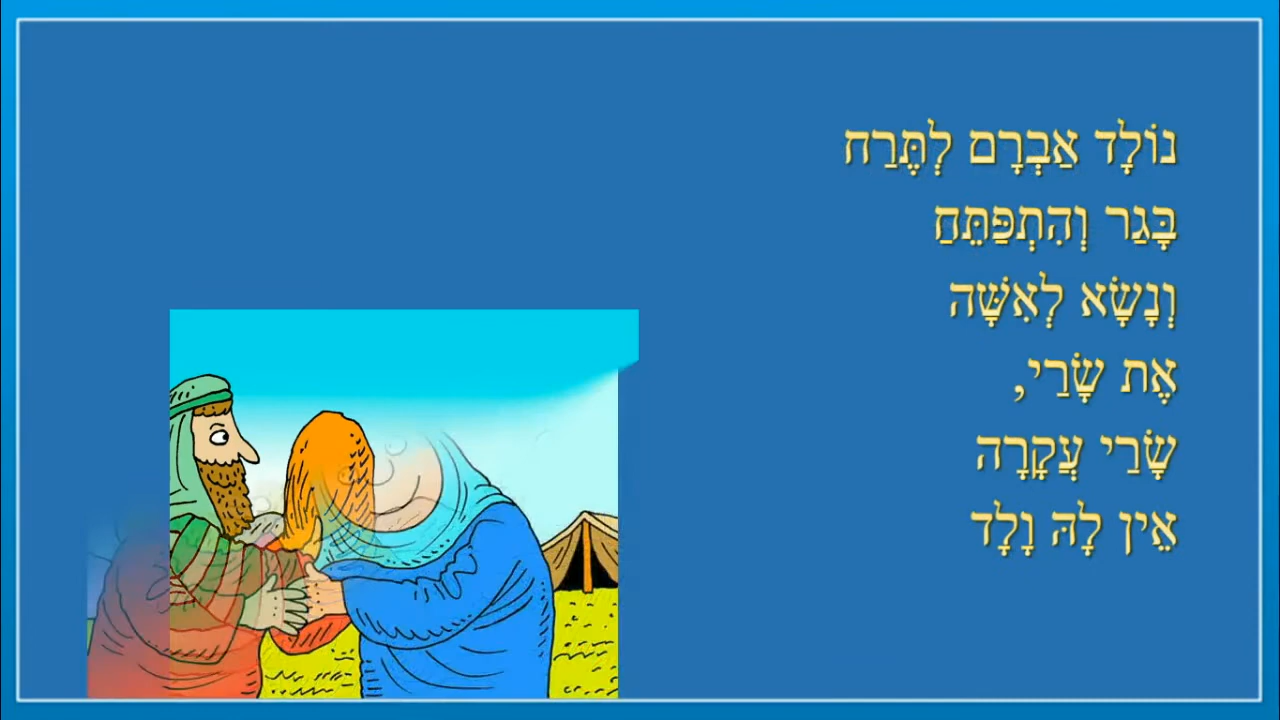 נוֹלָד אַבְרָם לְתֶּרַח
בָּגַר וְהִתְפַּתֵּחַ
וְנָשָׂא לְאִשָּׁה
אֶת שָׂרַי,
שָׂרַי עֲקָרָה
אֵין לָהּ וָלָד